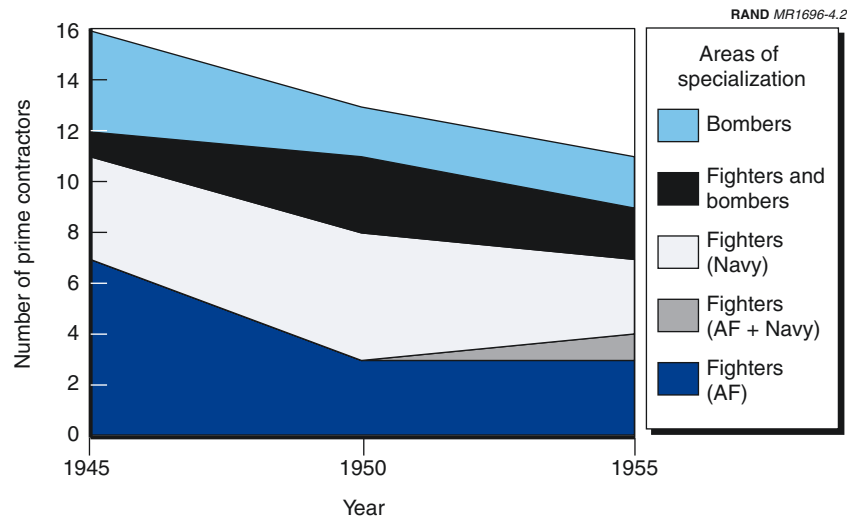 RAND MR1696-4.2
16
14
12
10
8
6
4
2
0
Number of prime contractors
1945
1950
1955
Year
Areas of
specialization
Bombers
Fighters and
bombers
Fighters
(Navy)
Fighters
(AF + Navy)
Fighters
(AF)